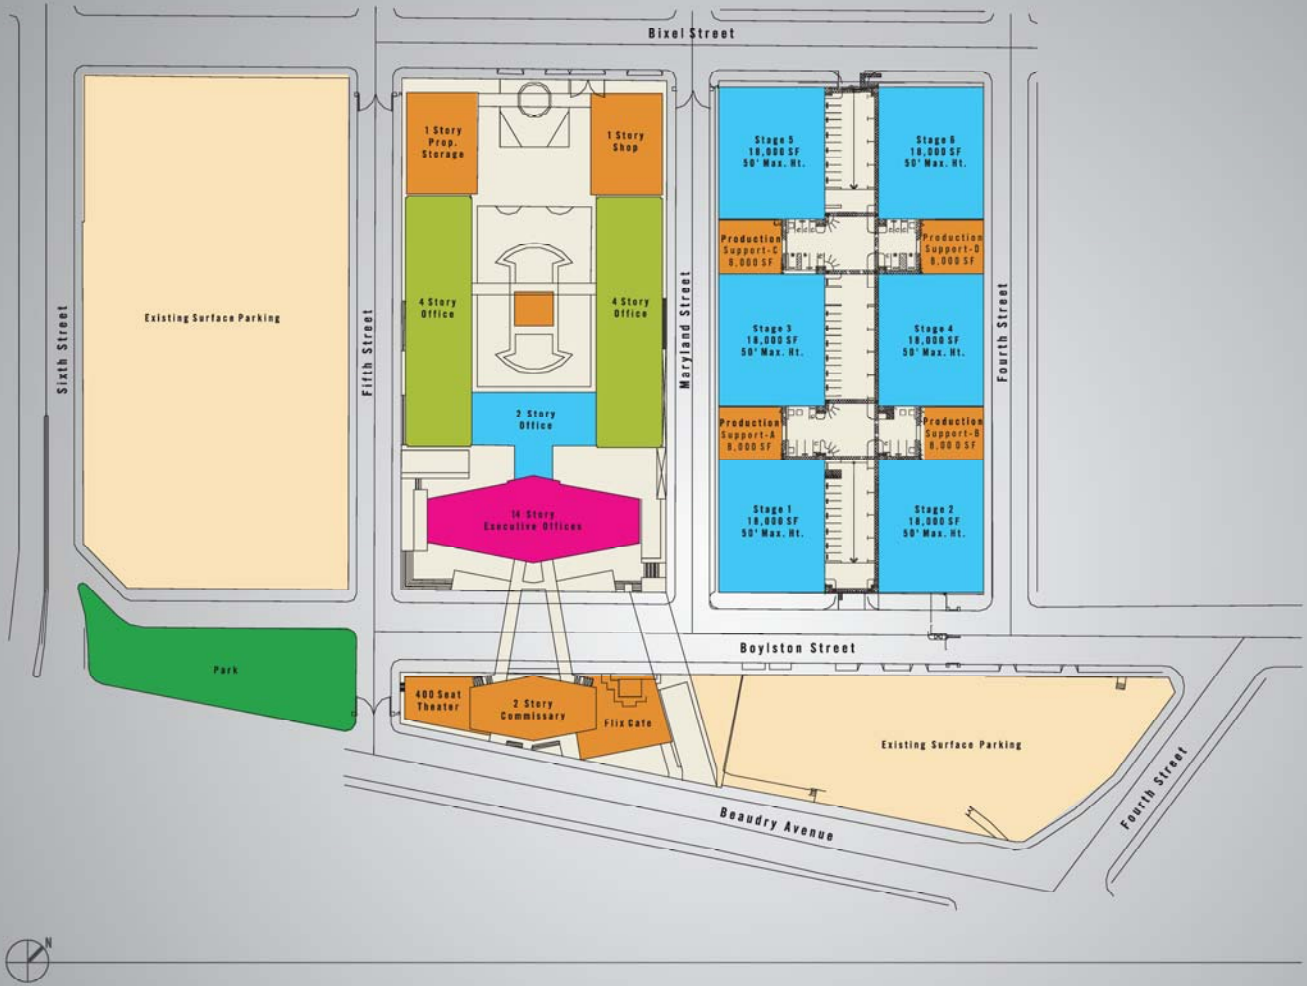 Bixel Street
1 Story
Prop.
Storage
1 Story
Shop
Stage 5
18,000 SF
50' Max. Ht.
Stage 6
18,000 SF
50' Max. Ht.
Production
Support-C
8,000 SF
Production
Support-D
8,000 SF
Existing Surface Parking
Sixth Street
Fifth Street
4 Story
Office
4 Story
Office
Maryland Street
Stage 3
18,000 SF
50' Max. Ht.
Stage 4
18,000 SF
50' Max. Ht.
Fourth Street
2 Story
Office
Production
Support-A
8,000 SF
Production
Support-B
8,000 SF
14 Story
Executive Offices
Stage 1
18,000 SF
50' Max. Ht.
Stage 2
18,000 SF
50' Max. Ht.
Boylston Street
Park
400 Seat
Theater
2 Story
Commissary
Flix Cafe
Existing Surface Parking
Beaudry Avenue
Fourth Street
N